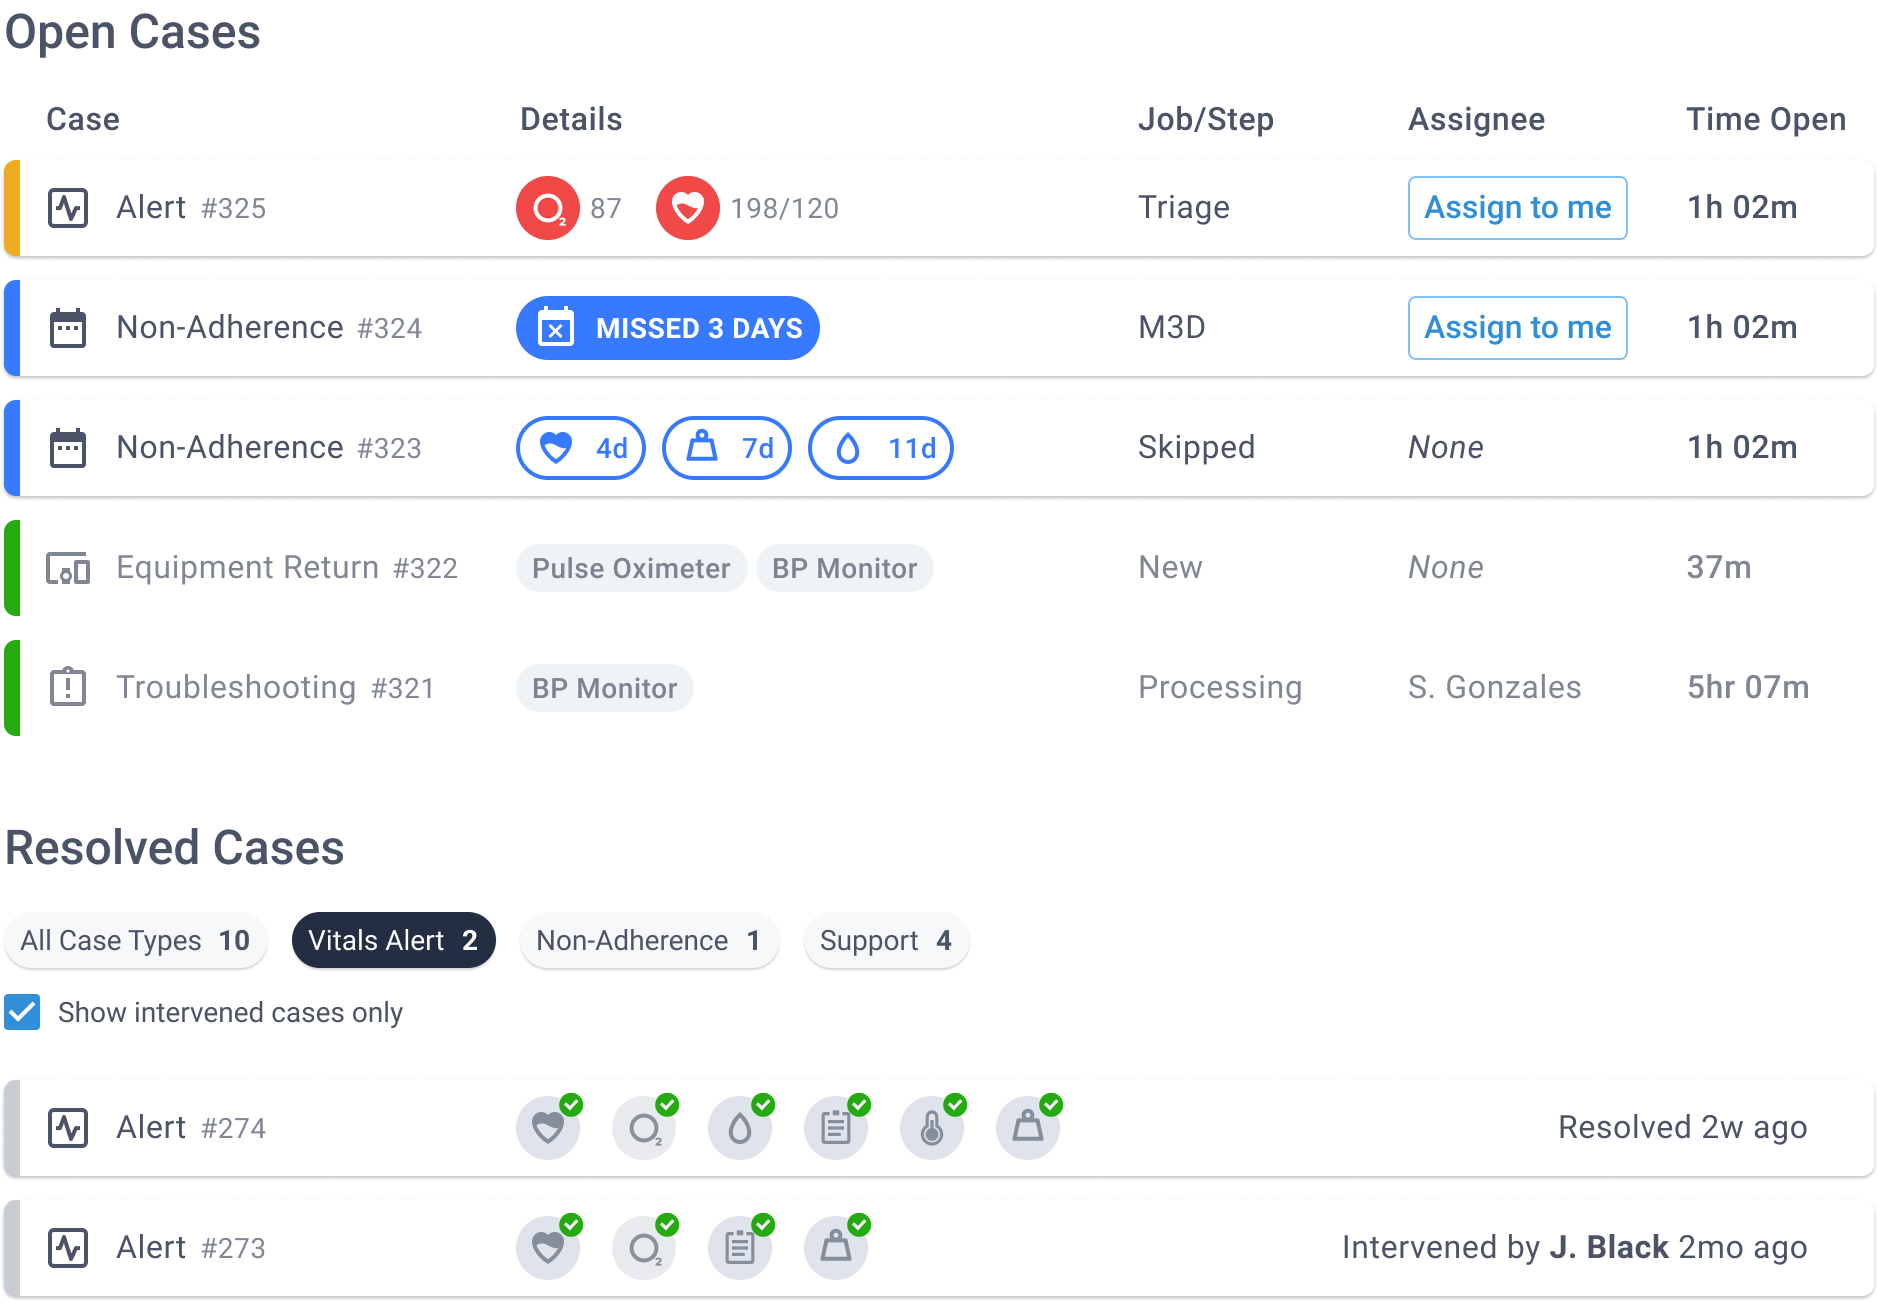 Open Cases
Case Details Job/Step Assignee Time Open
Alert #325 O2 87 198/120 Triage Assign to me 1h 02m
Non-Adherence #324 MISSED 3 DAYS M3D Assign to me 1h 02m
Non-Adherence #323 4d 7d 11d Skipped None 1h 02m
Equipment Return #322 Pulse Oximeter BP Monitor New None 37m
Troubleshooting #321 BP Monitor Processing S. Gonzales 5hr 07m
Resolved Cases
All Case Types 10 Vitals Alert 2 Non-Adherence 1 Support 4
Show intervened cases only
Alert #274 O2 Resolved 2w ago
Alert #273 O2 Intervened by J. Black 2mo ago